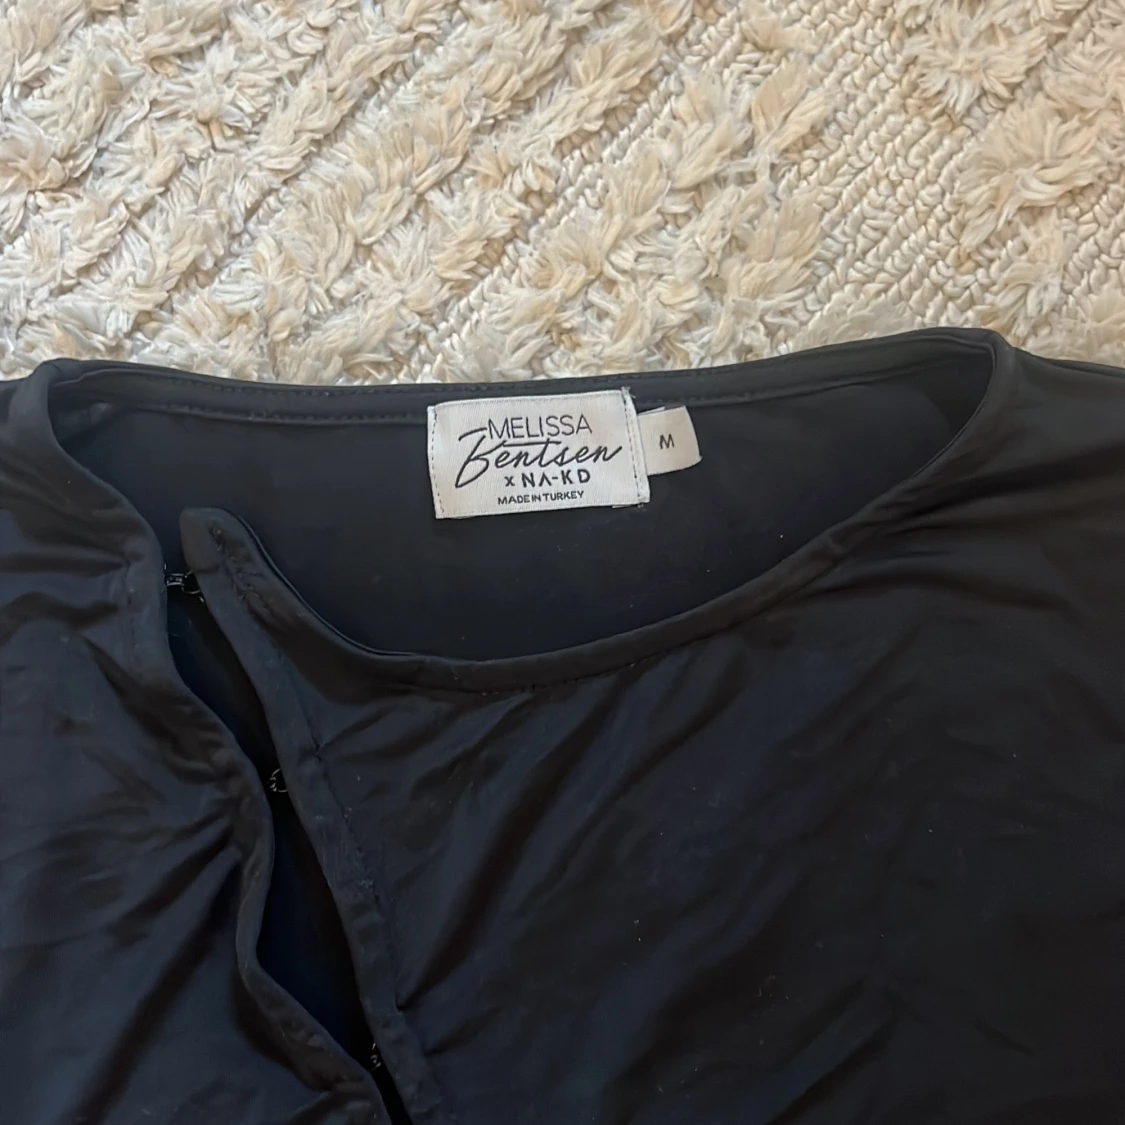 MELISSA
Bentsen
x NA-KD
MADE IN TURKEY
M